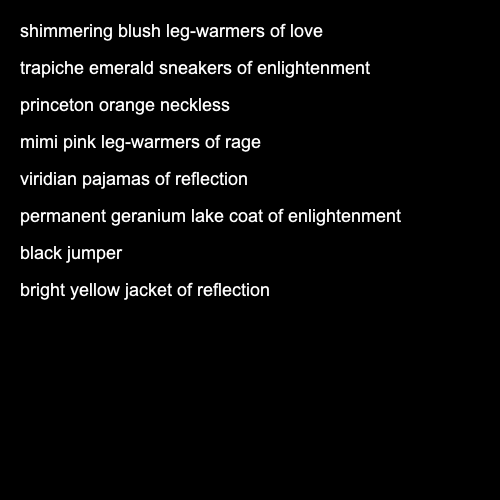 shimmering blush leg-warmers of love
trapiche emerald sneakers of enlightenment
princeton orange neckless
mimi pink leg-warmers of rage
viridian pajamas of reflection
permanent geranium lake coat of enlightenment
black jumper
bright yellow jacket of reflection